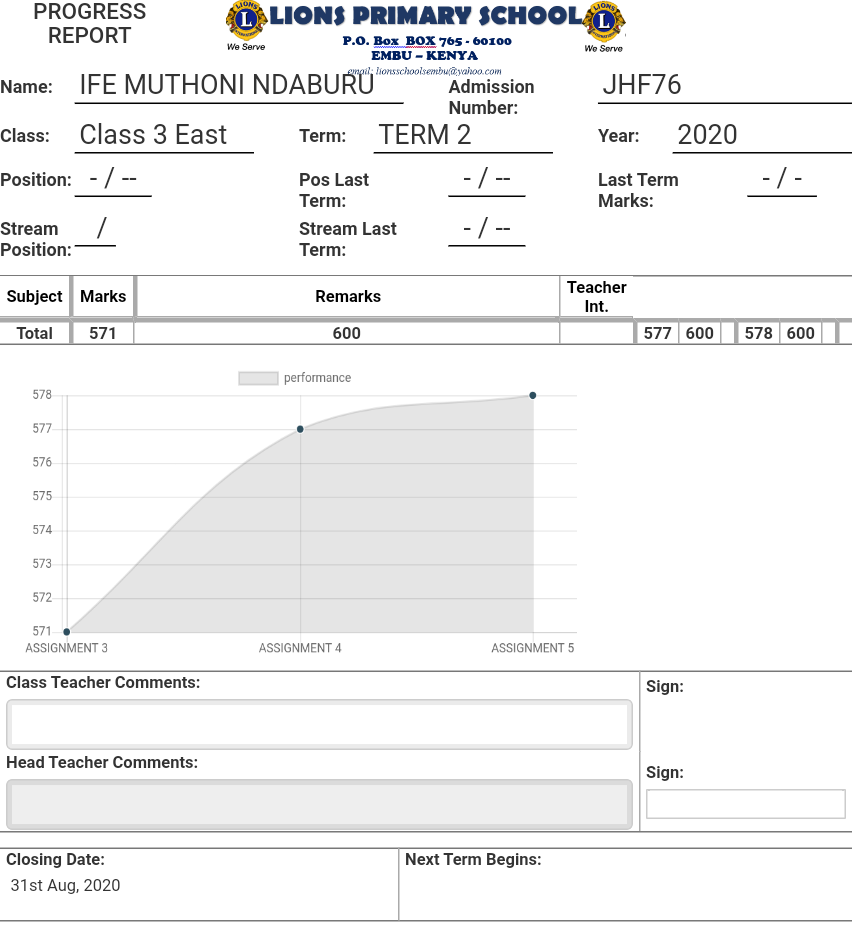 PROGRESS
REPORT
LIONS
L
INTERNATIONAL
We Serve
LIONS PRIMARY SCHOOL
P.O. Box BOX 765 - 60100
EMBU – KENYA
email: lionsschoolsembu@yahoo.com
LIONS
L
INTERNATIONAL
We Serve
Name: IFE MUTHONI NDABURU Admission Number: JHF76
Class: Class 3 East Term: TERM 2 Year: 2020
Position: - / -- Pos Last Term: - / -- Last Term Marks: - / -
Stream Position: / Stream Last Term: - / --
Subject Marks Remarks Teacher Int.
Total 571 600 577 600 578 600
performance
578
577
576
575
574
573
572
571
ASSIGNMENT 3 ASSIGNMENT 4 ASSIGNMENT 5
Class Teacher Comments: Sign:
Head Teacher Comments: Sign:
Closing Date: Next Term Begins:
31st Aug, 2020